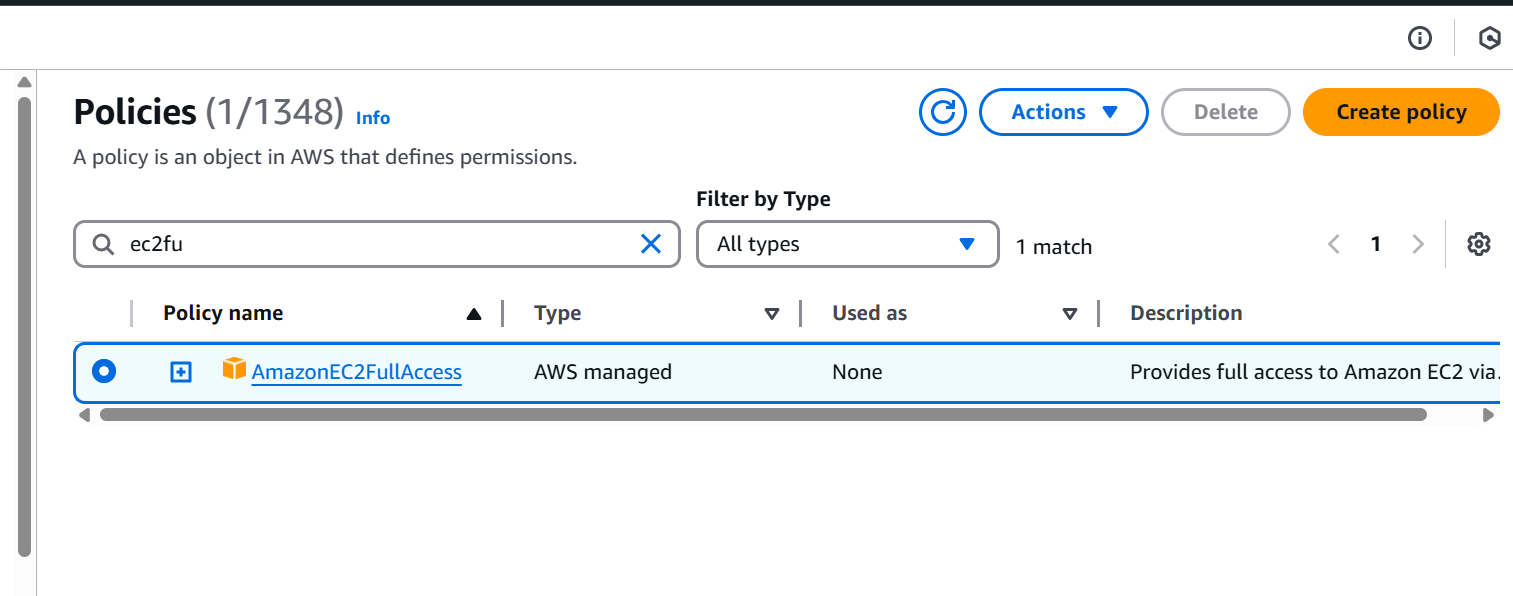 Policies (1/1348) Info
Actions
Delete
Create policy
A policy is an object in AWS that defines permissions.
Filter by Type
ec2fu
All types
1 match
1
Policy name
Type
Used as
Description
AmazonEC2FullAccess
AWS managed
None
Provides full access to Amazon EC2 via.